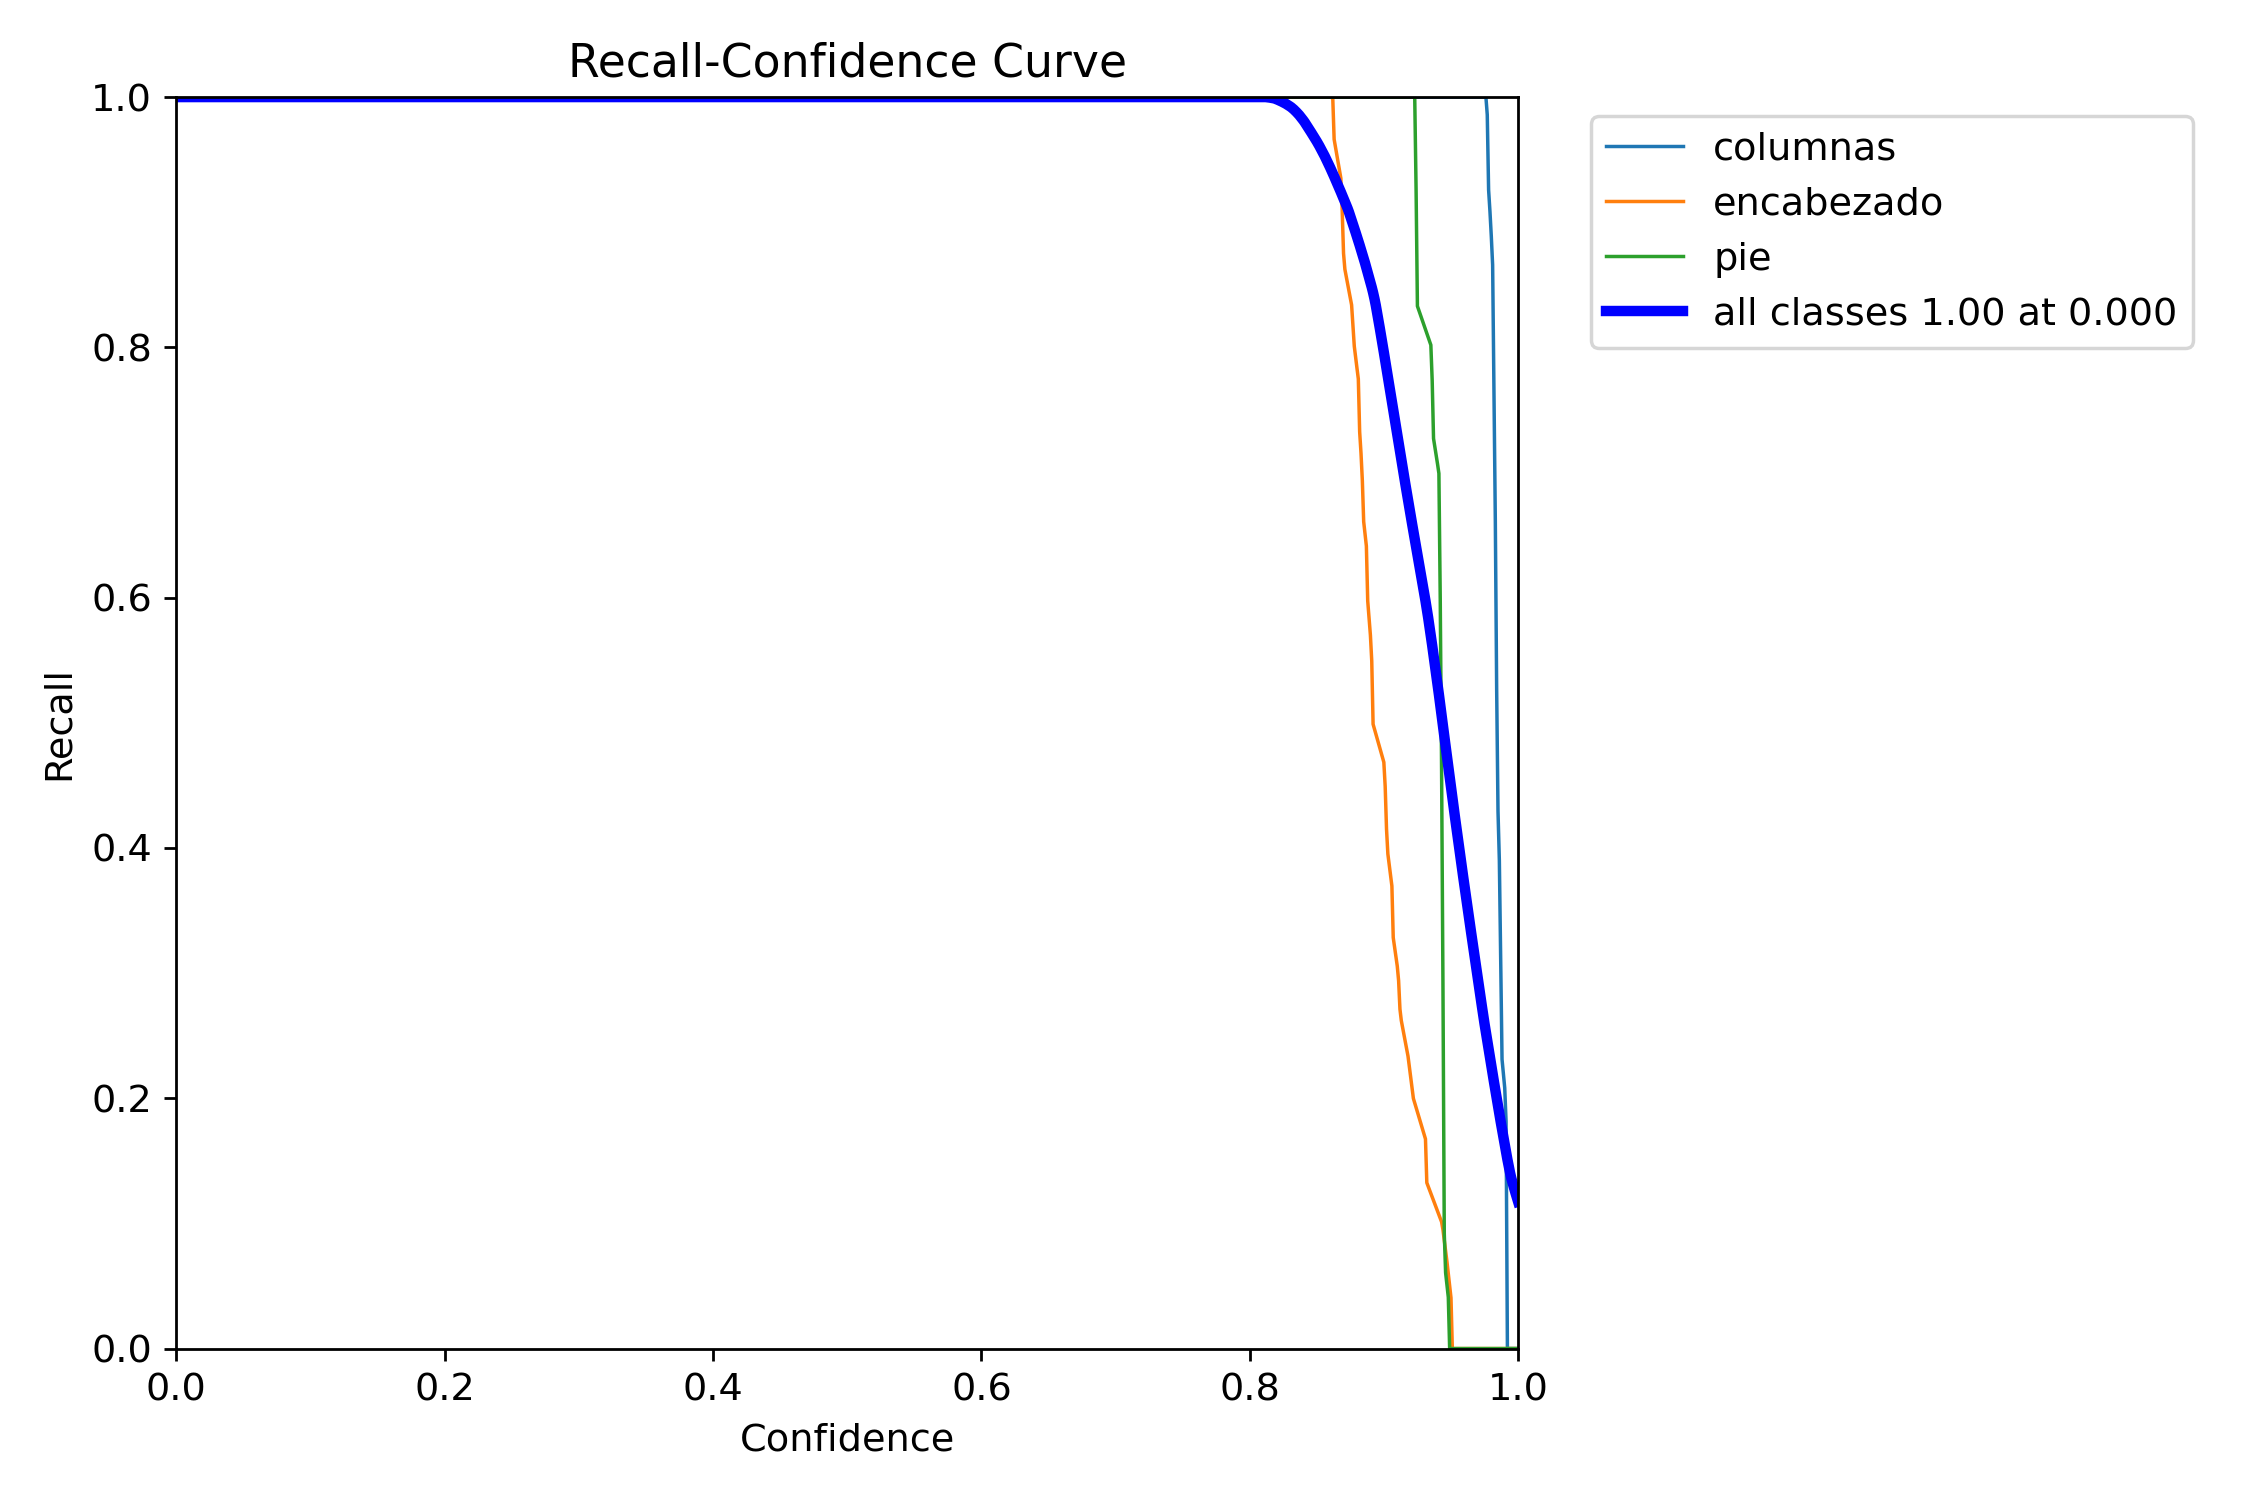 Recall-Confidence Curve
1.0
0.8
0.6
0.4
0.2
0.0
Recall
0.0 0.2 0.4 0.6 0.8 1.0
Confidence
columnas
encabezado
pie
all classes 1.00 at 0.000